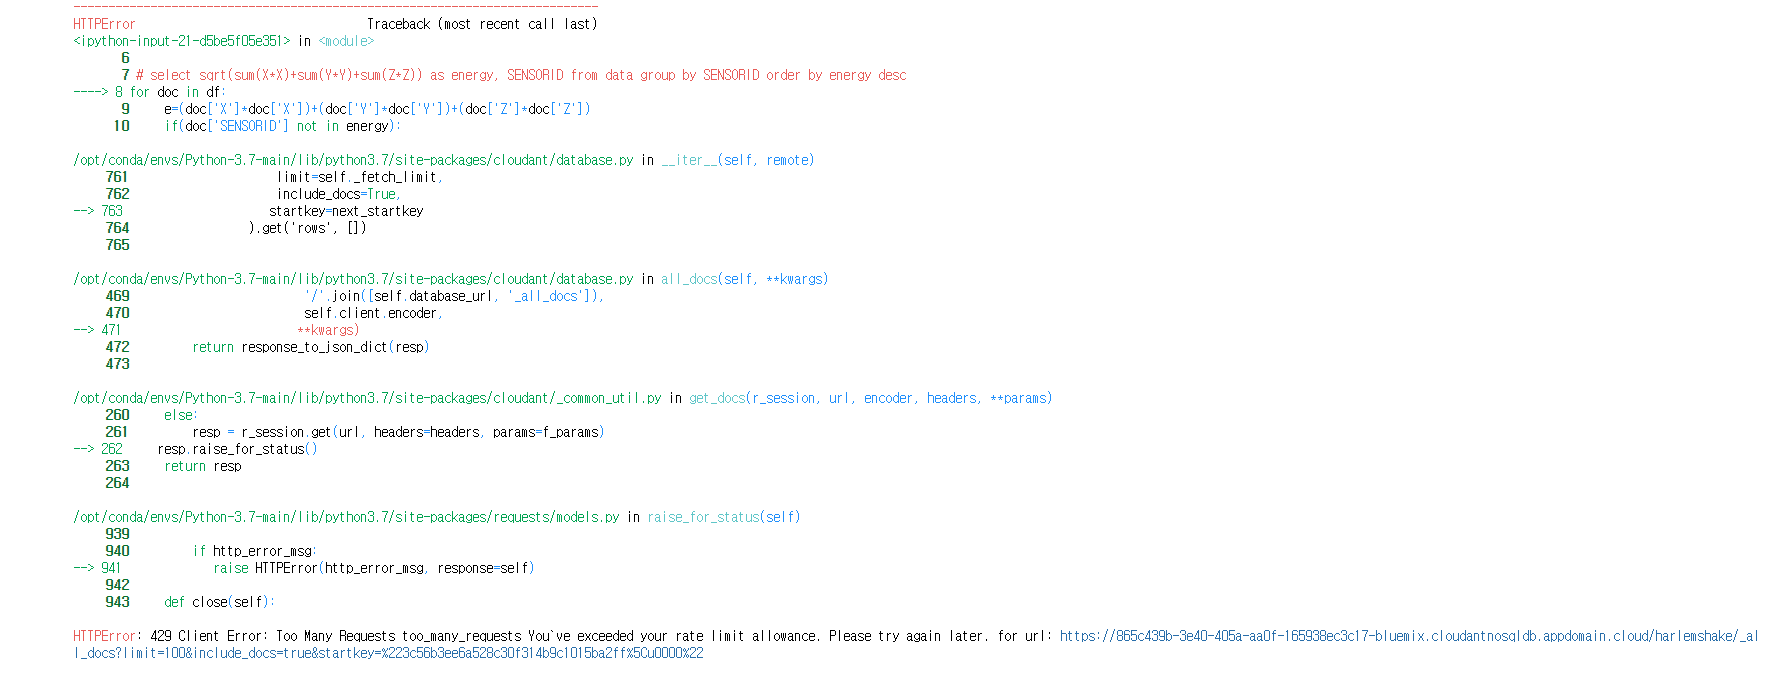 ---------------------------------------------------------------------------
HTTPError                                 Traceback (most recent call last)
<ipython-input-21-d5be5f05e351> in <module>
      6
      7 # select sqrt(sum(X*X)+sum(Y*Y)+sum(Z*Z)) as energy, SENSORID from data group by SENSORID order by energy desc
----> 8 for doc in df:
      9     e=(doc['X']*doc['X'])+(doc['Y']*doc['Y'])+(doc['Z']*doc['Z'])
     10     if(doc['SENSORID'] not in energy):

/opt/conda/envs/Python-3.7-main/lib/python3.7/site-packages/cloudant/database.py in __iter__(self, remote)
    761                     limit=self._fetch_limit,
    762                     include_docs=True,
--> 763                     startkey=next_startkey
    764                 ).get('rows', [])
    765

/opt/conda/envs/Python-3.7-main/lib/python3.7/site-packages/cloudant/database.py in all_docs(self, **kwargs)
    469                         '/'.join([self.database_url, '_all_docs']),
    470                         self.client.encoder,
--> 471                         **kwargs)
    472         return response_to_json_dict(resp)
    473

/opt/conda/envs/Python-3.7-main/lib/python3.7/site-packages/cloudant/_common_util.py in get_docs(r_session, url, encoder, headers, **params)
    260     else:
    261         resp = r_session.get(url, headers=headers, params=f_params)
--> 262     resp.raise_for_status()
    263     return resp
    264

/opt/conda/envs/Python-3.7-main/lib/python3.7/site-packages/requests/models.py in raise_for_status(self)
    939
    940         if http_error_msg:
--> 941             raise HTTPError(http_error_msg, response=self)
    942
    943     def close(self):

HTTPError: 429 Client Error: Too Many Requests too_many_requests You`ve exceeded your rate limit allowance. Please try again later. for url: https://865c439b-3e40-405a-aa0f-165938ec3c17-bluemix.cloudantnosqldb.appdomain.cloud/harlemshake/_al
l_docs?limit=100&include_docs=true&startkey=%223c56b3ee6a528c30f314b9c1015ba2ff%5Cu0000%22